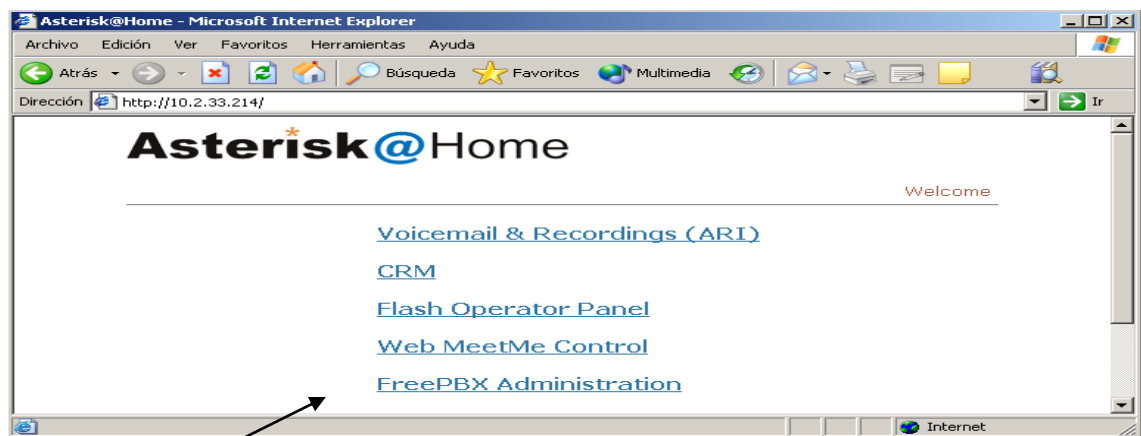 Asterisk@Home - Microsoft Internet Explorer
Archivo Edición Ver Favoritos Herramientas Ayuda
Atrás Búsqueda Favoritos Multimedia
Dirección http://10.2.33.214/ Ir
Asterisk@Home
Welcome
Voicemail & Recordings (ARI)
CRM
Flash Operator Panel
Web MeetMe Control
FreePBX Administration
Internet